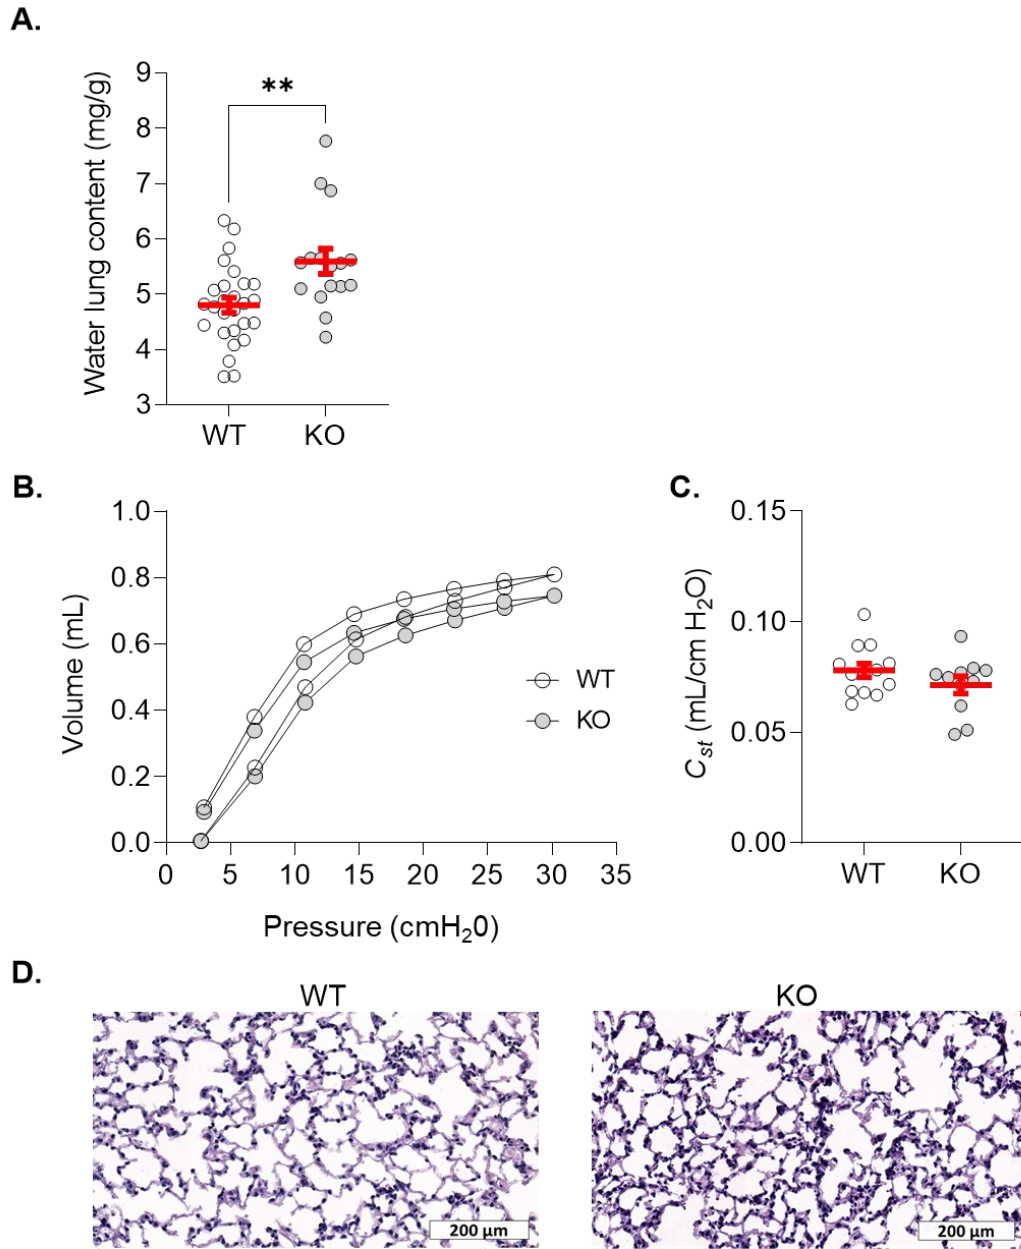 A.
Water lung content (mg/g)
9
8
7
6
5
4
3
**
WT
KO
B.
Volume (mL)
1.0
0.8
0.6
0.4
0.2
0.0
0
5
10
15
20
25
30
35
Pressure (cmH₂0)
WT
KO
C.
Cst (mL/cm H₂O)
0.15
0.10
0.05
0.00
WT
KO
D.
WT
200 µm
KO
200 µm